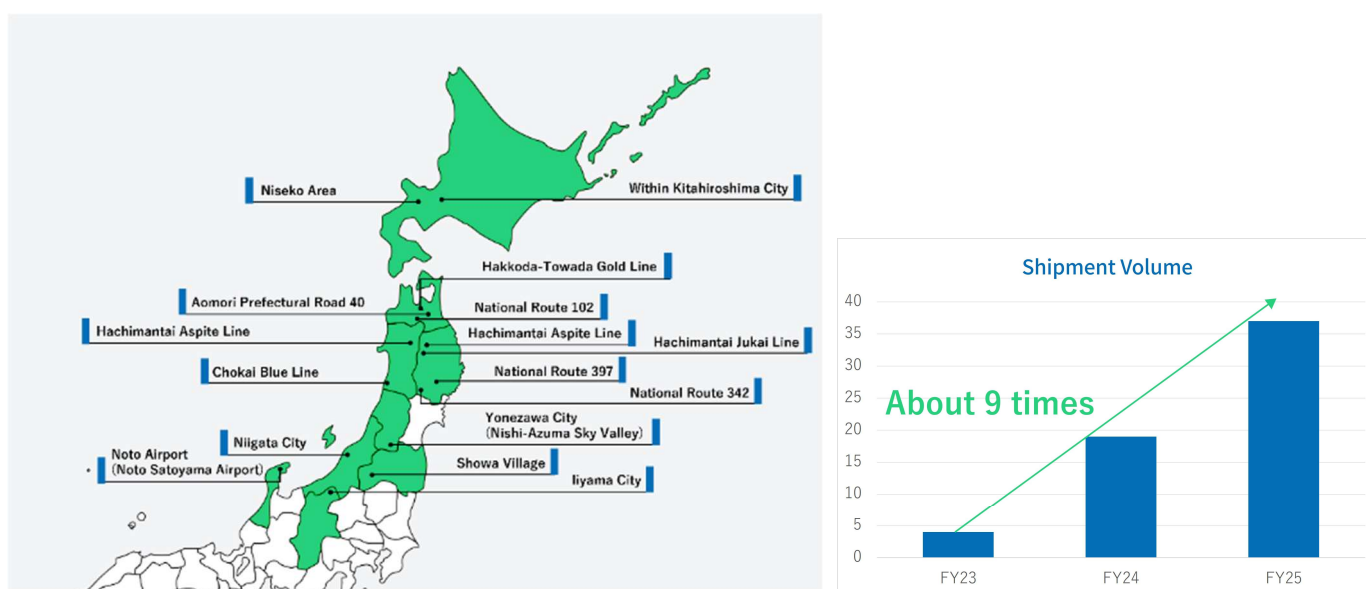 Niseko Area
Within Kitahiroshima City
Hakkoda-Towada Gold Line
Aomori Prefectural Road 40
National Route 102
Hachimantai Aspite Line
Hachimantai Aspite Line
Hachimantai Jukai Line
Chokai Blue Line
National Route 397
National Route 342
Yonezawa City
(Nishi-Azuma Sky Valley)
Niigata City
Noto Airport
(Noto Satoyama Airport)
Showa Village
Iiyama City
Shipment Volume
40
35
30
25
20
15
10
5
0
About 9 times
FY23
FY24
FY25